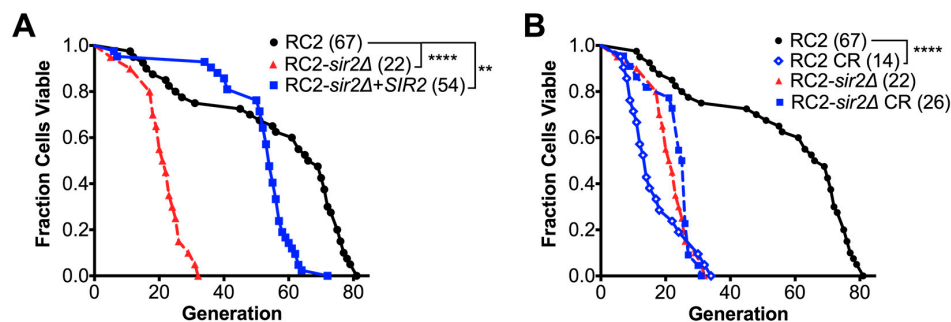 A
RC2 (67)
RC2-sir2Δ (22)
RC2-sir2Δ+SIR2 (54)
****
**
Fraction Cells Viable
1.0
0.8
0.6
0.4
0.2
0.0
0 20 40 60 80
Generation
B
RC2 (67)
RC2 CR (14)
RC2-sir2Δ (22)
RC2-sir2Δ CR (26)
****
Fraction Cells Viable
1.0
0.8
0.6
0.4
0.2
0.0
0 20 40 60 80
Generation